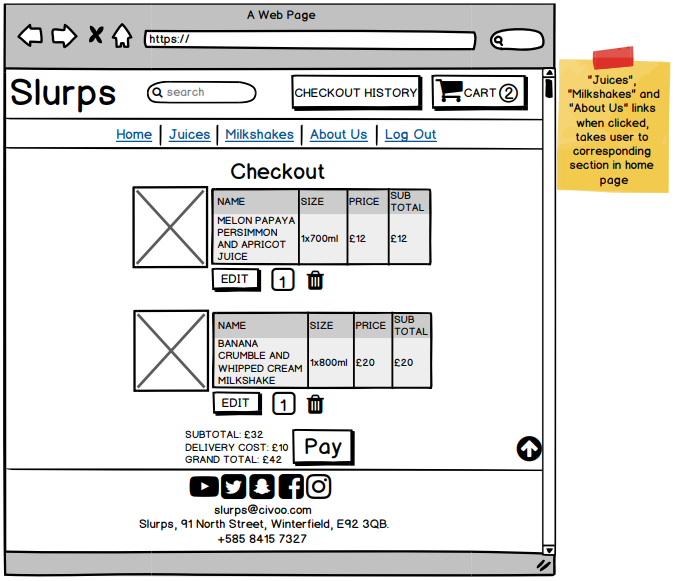 A Web Page
https://
Slurps
search
CHECKOUT HISTORY
CART 2
Home
Juices
Milkshakes
About Us
Log Out
Checkout
NAME
SIZE
PRICE
SUB
TOTAL
MELON PAPAYA
PERSIMMON
AND APRICOT
JUICE
1x700ml
£12
£12
EDIT
1
NAME
SIZE
PRICE
SUB
TOTAL
BANANA
CRUMBLE AND
WHIPPED CREAM
MILKSHAKE
1x800ml
£20
£20
EDIT
1
SUBTOTAL: £32
DELIVERY COST: £10
GRAND TOTAL: £42
Pay
YouTube
slurps@civoo.com
Slurps, 91 North Street, Winterfield, E92 3QB.
+585 8415 7327
"Juices",
"Milkshakes" and
"About Us" links
when clicked,
takes user to
corresponding
section in home
page